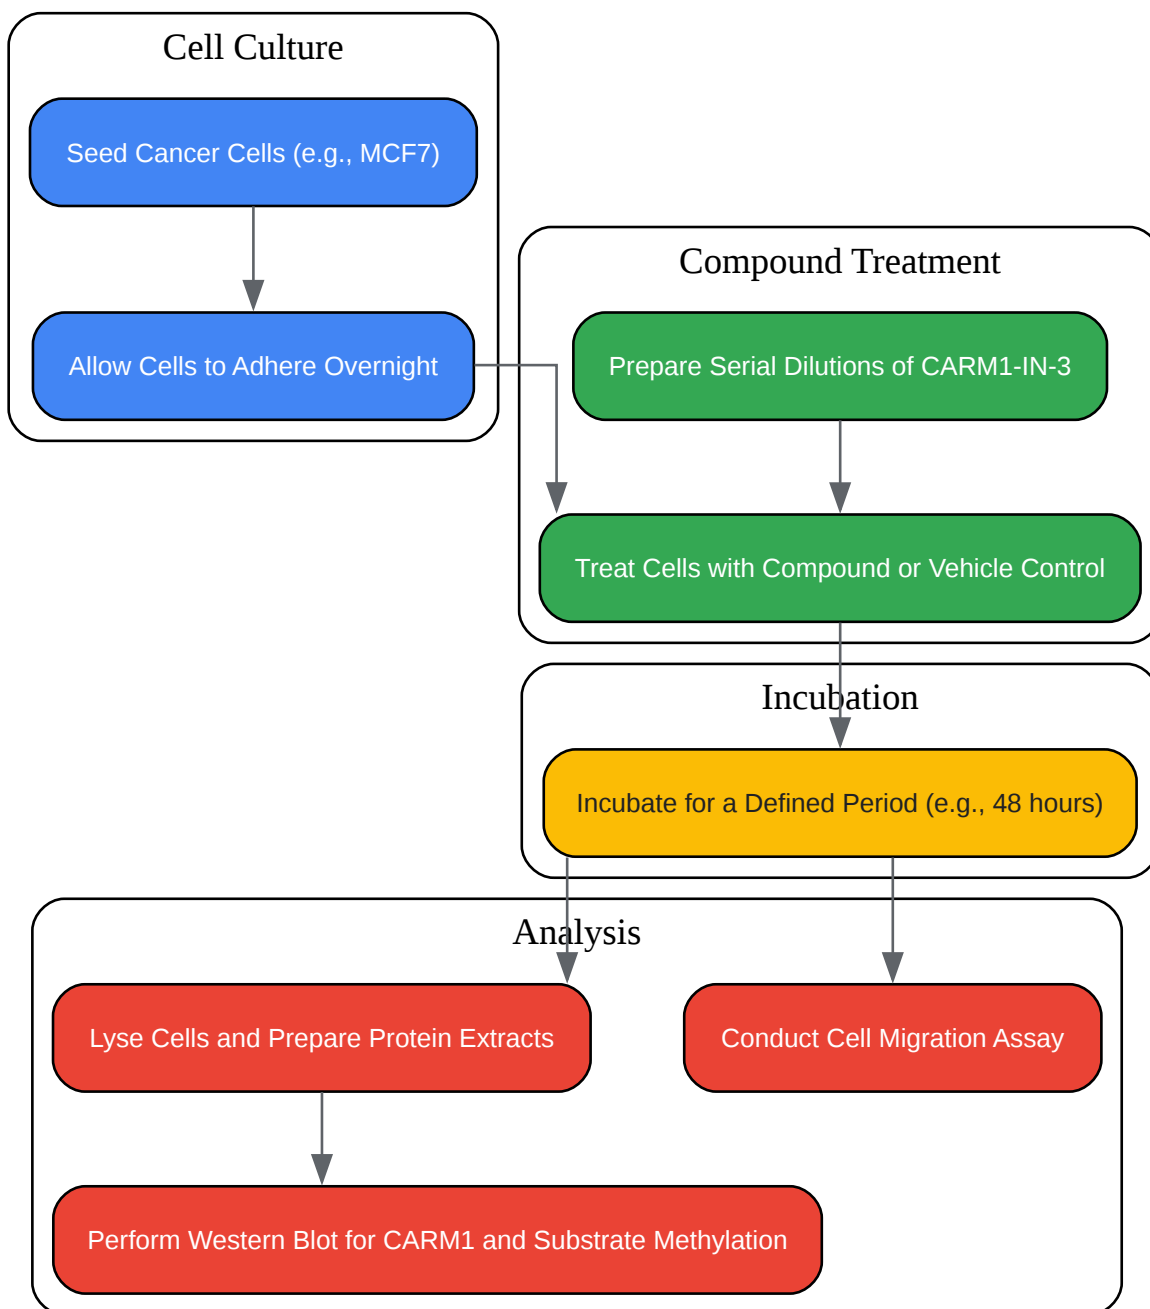 Cell Culture
Seed Cancer Cells (e.g., MCF7)
Allow Cells to Adhere Overnight
Compound Treatment
Prepare Serial Dilutions of CARM1-IN-3
Treat Cells with Compound or Vehicle Control
Incubation
Incubate for a Defined Period (e.g., 48 hours)
Analysis
Lyse Cells and Prepare Protein Extracts
Conduct Cell Migration Assay
Perform Western Blot for CARM1 and Substrate Methylation